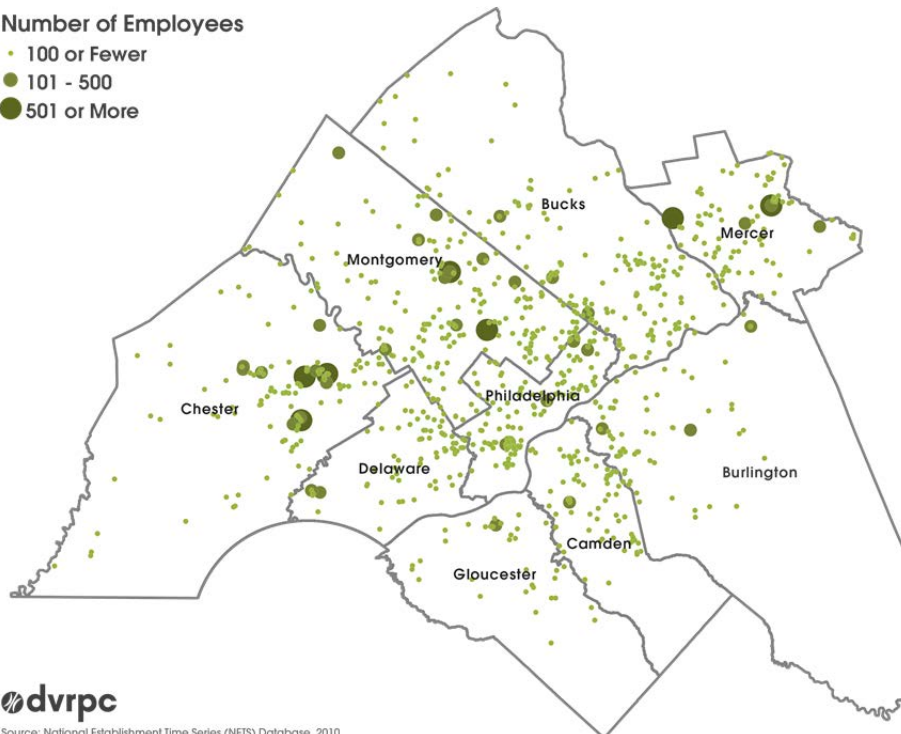 Number of Employees
100 or Fewer
101 - 500
501 or More
Bucks
Mercer
Montgomery
Philadelphia
Chester
Delaware
Burlington
Camden
Gloucester
dvrpc
Source: National Establishment Time Series (NETS) Database, 2010